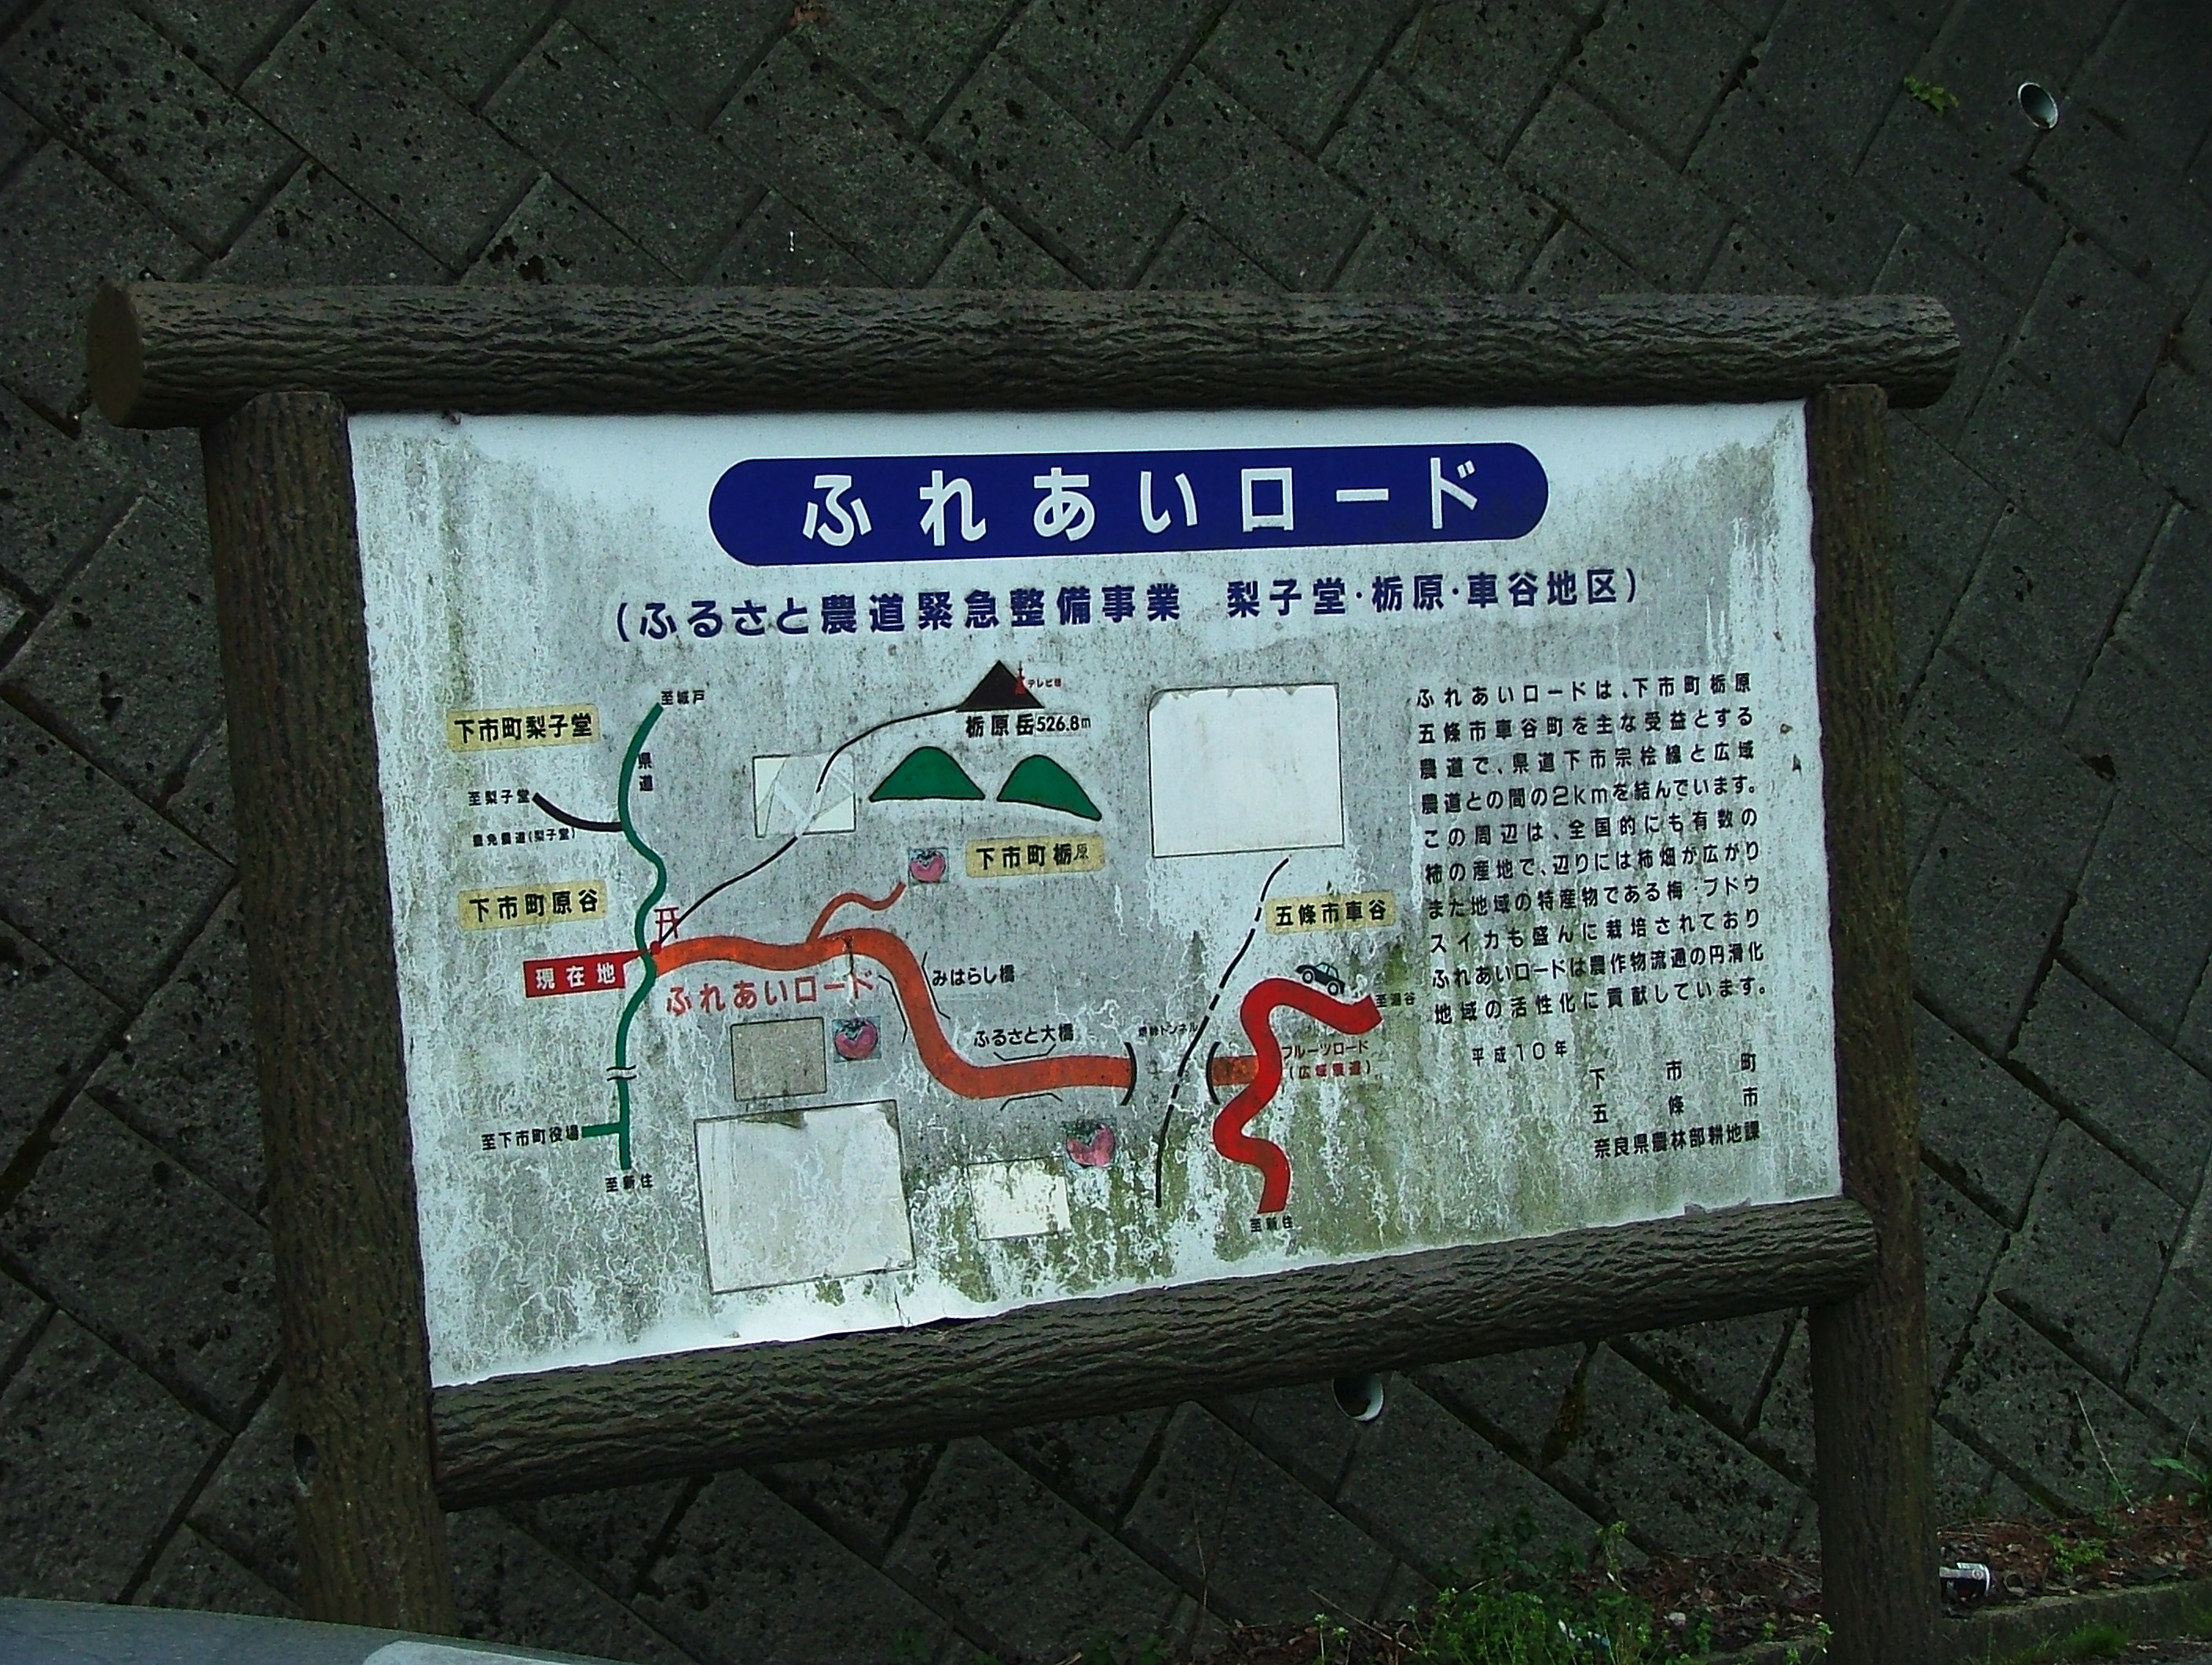 ふれあいロード
(ふるさと農道緊急整備事業 梨子堂・栃原・車谷地区)
至城戸
下市町梨子堂
県道
至梨子堂
農免農道(梨子堂)
下市町原谷
現在地
至下市町役場
至新住
テレビ塔
栃原岳526.8m
下市町栃原
ふれあいロード
みはらし橋
ふるさと大橋
トンネル
五條市車谷
至湯谷
フルーツロード
(広域農道)
至新住
ふれあいロードは、下市町栃原
五條市車谷町を主な受益とする
農道で、県道下市宗桧線と広域
農道との間の2kmを結んでいます。
この周辺は、全国的にも有数の
柿の産地で、辺りには柿畑が広がり
また地域の特産物である梅・ブドウ
スイカも盛んに栽培されており
ふれあいロードは農作物流通の円滑化
地域の活性化に貢献しています。
平成10年
下市町
五條市
奈良県農林部耕地課